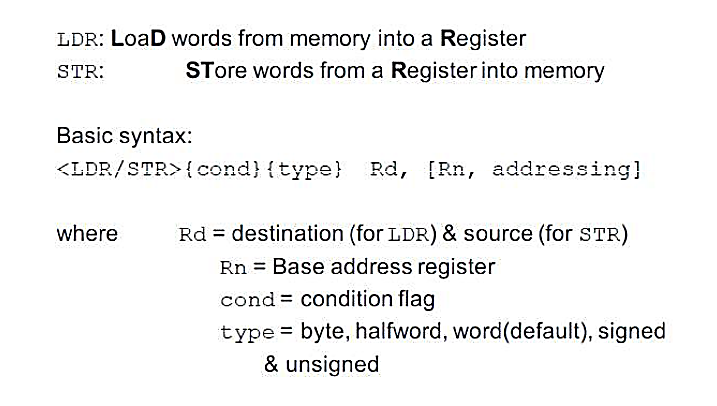 LDR: LoaD words from memory into a Register
STR: STore words from a Register into memory
Basic syntax:
<LDR/STR>{cond}{type} Rd, [Rn, addressing]
where Rd = destination (for LDR) & source (for STR)
Rn = Base address register
cond = condition flag
type = byte, halfword, word(default), signed
& unsigned